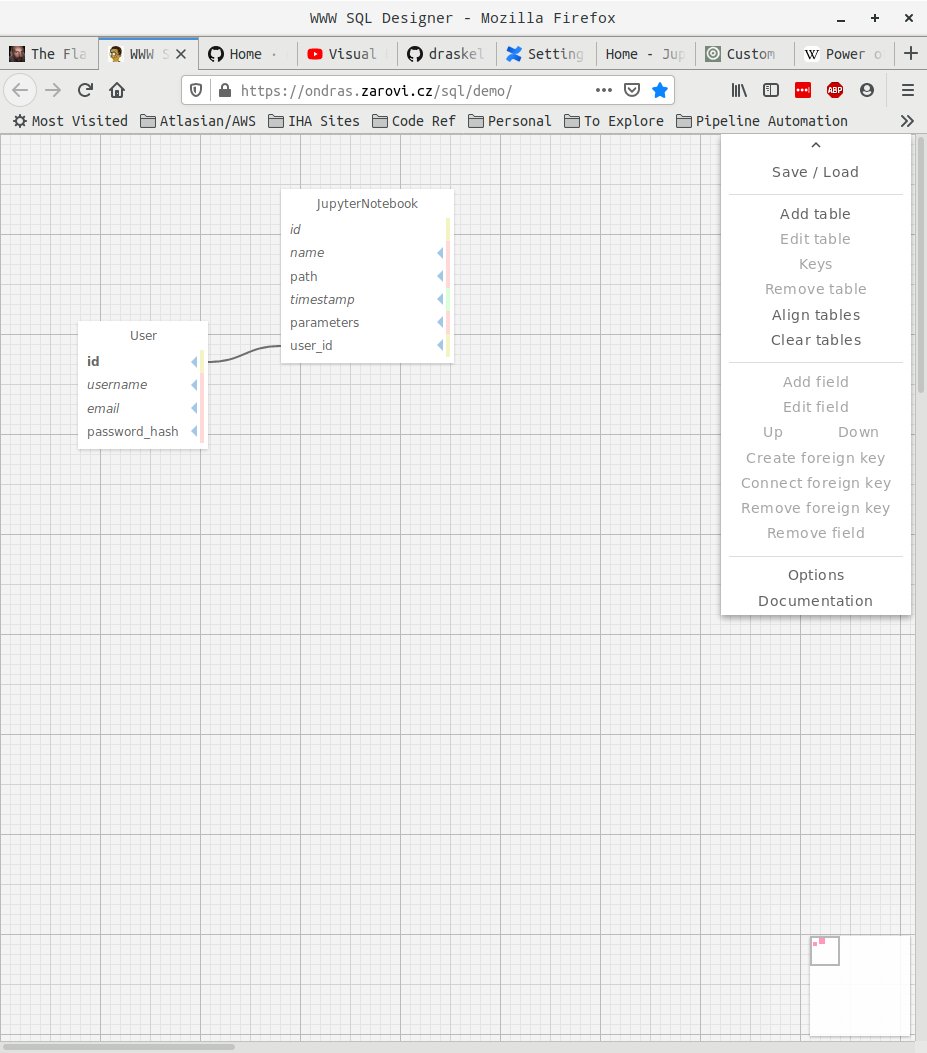 WWW SQL Designer - Mozilla Firefox
The Fla WWW S Home - Visual draskel Setting Home - Jup Custom Power o
https://ondras.zarovi.cz/sql/demo/ ABP
Most Visited Atlasian/AWS IHA Sites Code Ref Personal To Explore Pipeline Automation
Save / Load
Add table
Edit table
Keys
Remove table
Align tables
Clear tables
Add field
Edit field
Up Down
Create foreign key
Connect foreign key
Remove foreign key
Remove field
Options
Documentation
JupyterNotebook
id
name
path
timestamp
parameters
user_id
User
id
username
email
password_hash